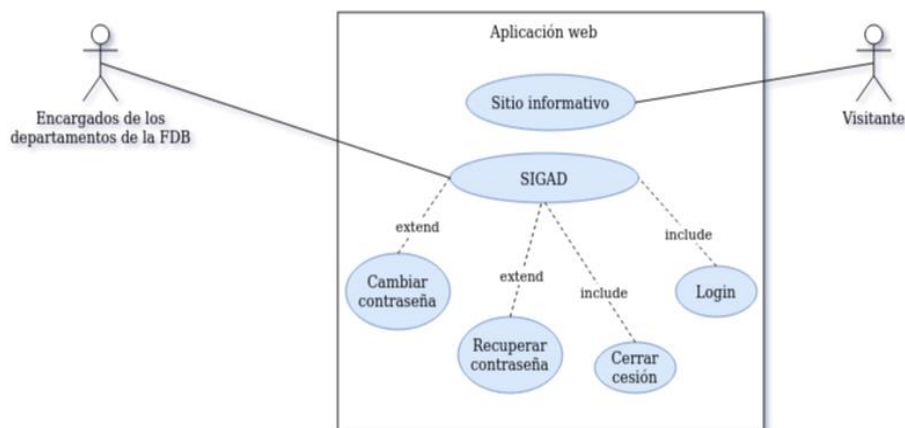 Aplicación web
Sitio informativo
Encargados de los
departamentos de la FDB
Visitante
SIGAD
extend
include
Cambiar
contraseña
extend
include
Login
Recuperar
contraseña
Cerrar
cesión